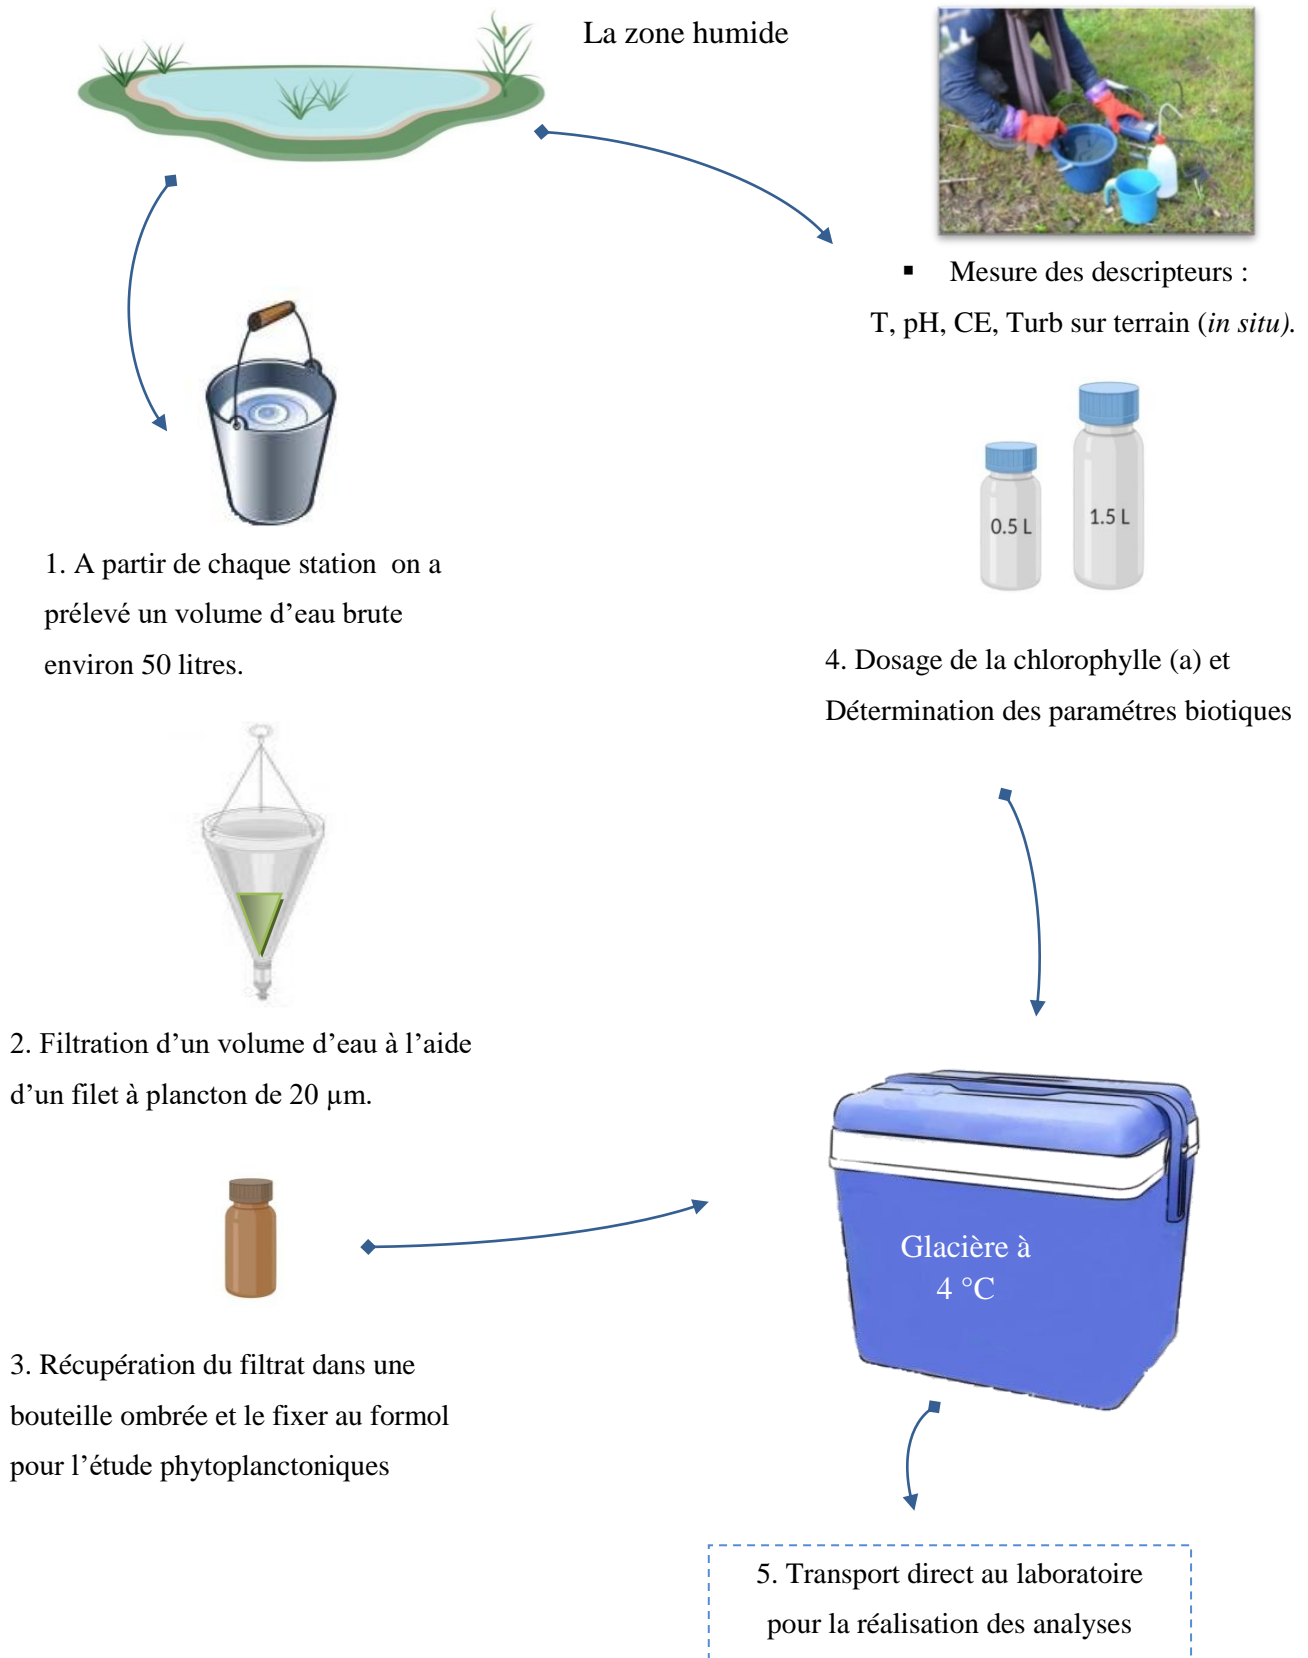 La zone humide
▪ Mesure des descripteurs :
T, pH, CE, Turb sur terrain (in situ).
1. A partir de chaque station on a
prélevé un volume d’eau brute
environ 50 litres.
0.5 L
1.5 L
4. Dosage de la chlorophylle (a) et
Détermination des paramétres biotiques
2. Filtration d’un volume d’eau à l’aide
d’un filet à plancton de 20 µm.
Glacière à
4 °C
3. Récupération du filtrat dans une
bouteille ombrée et le fixer au formol
pour l’étude phytoplanctoniques
5. Transport direct au laboratoire
pour la réalisation des analyses